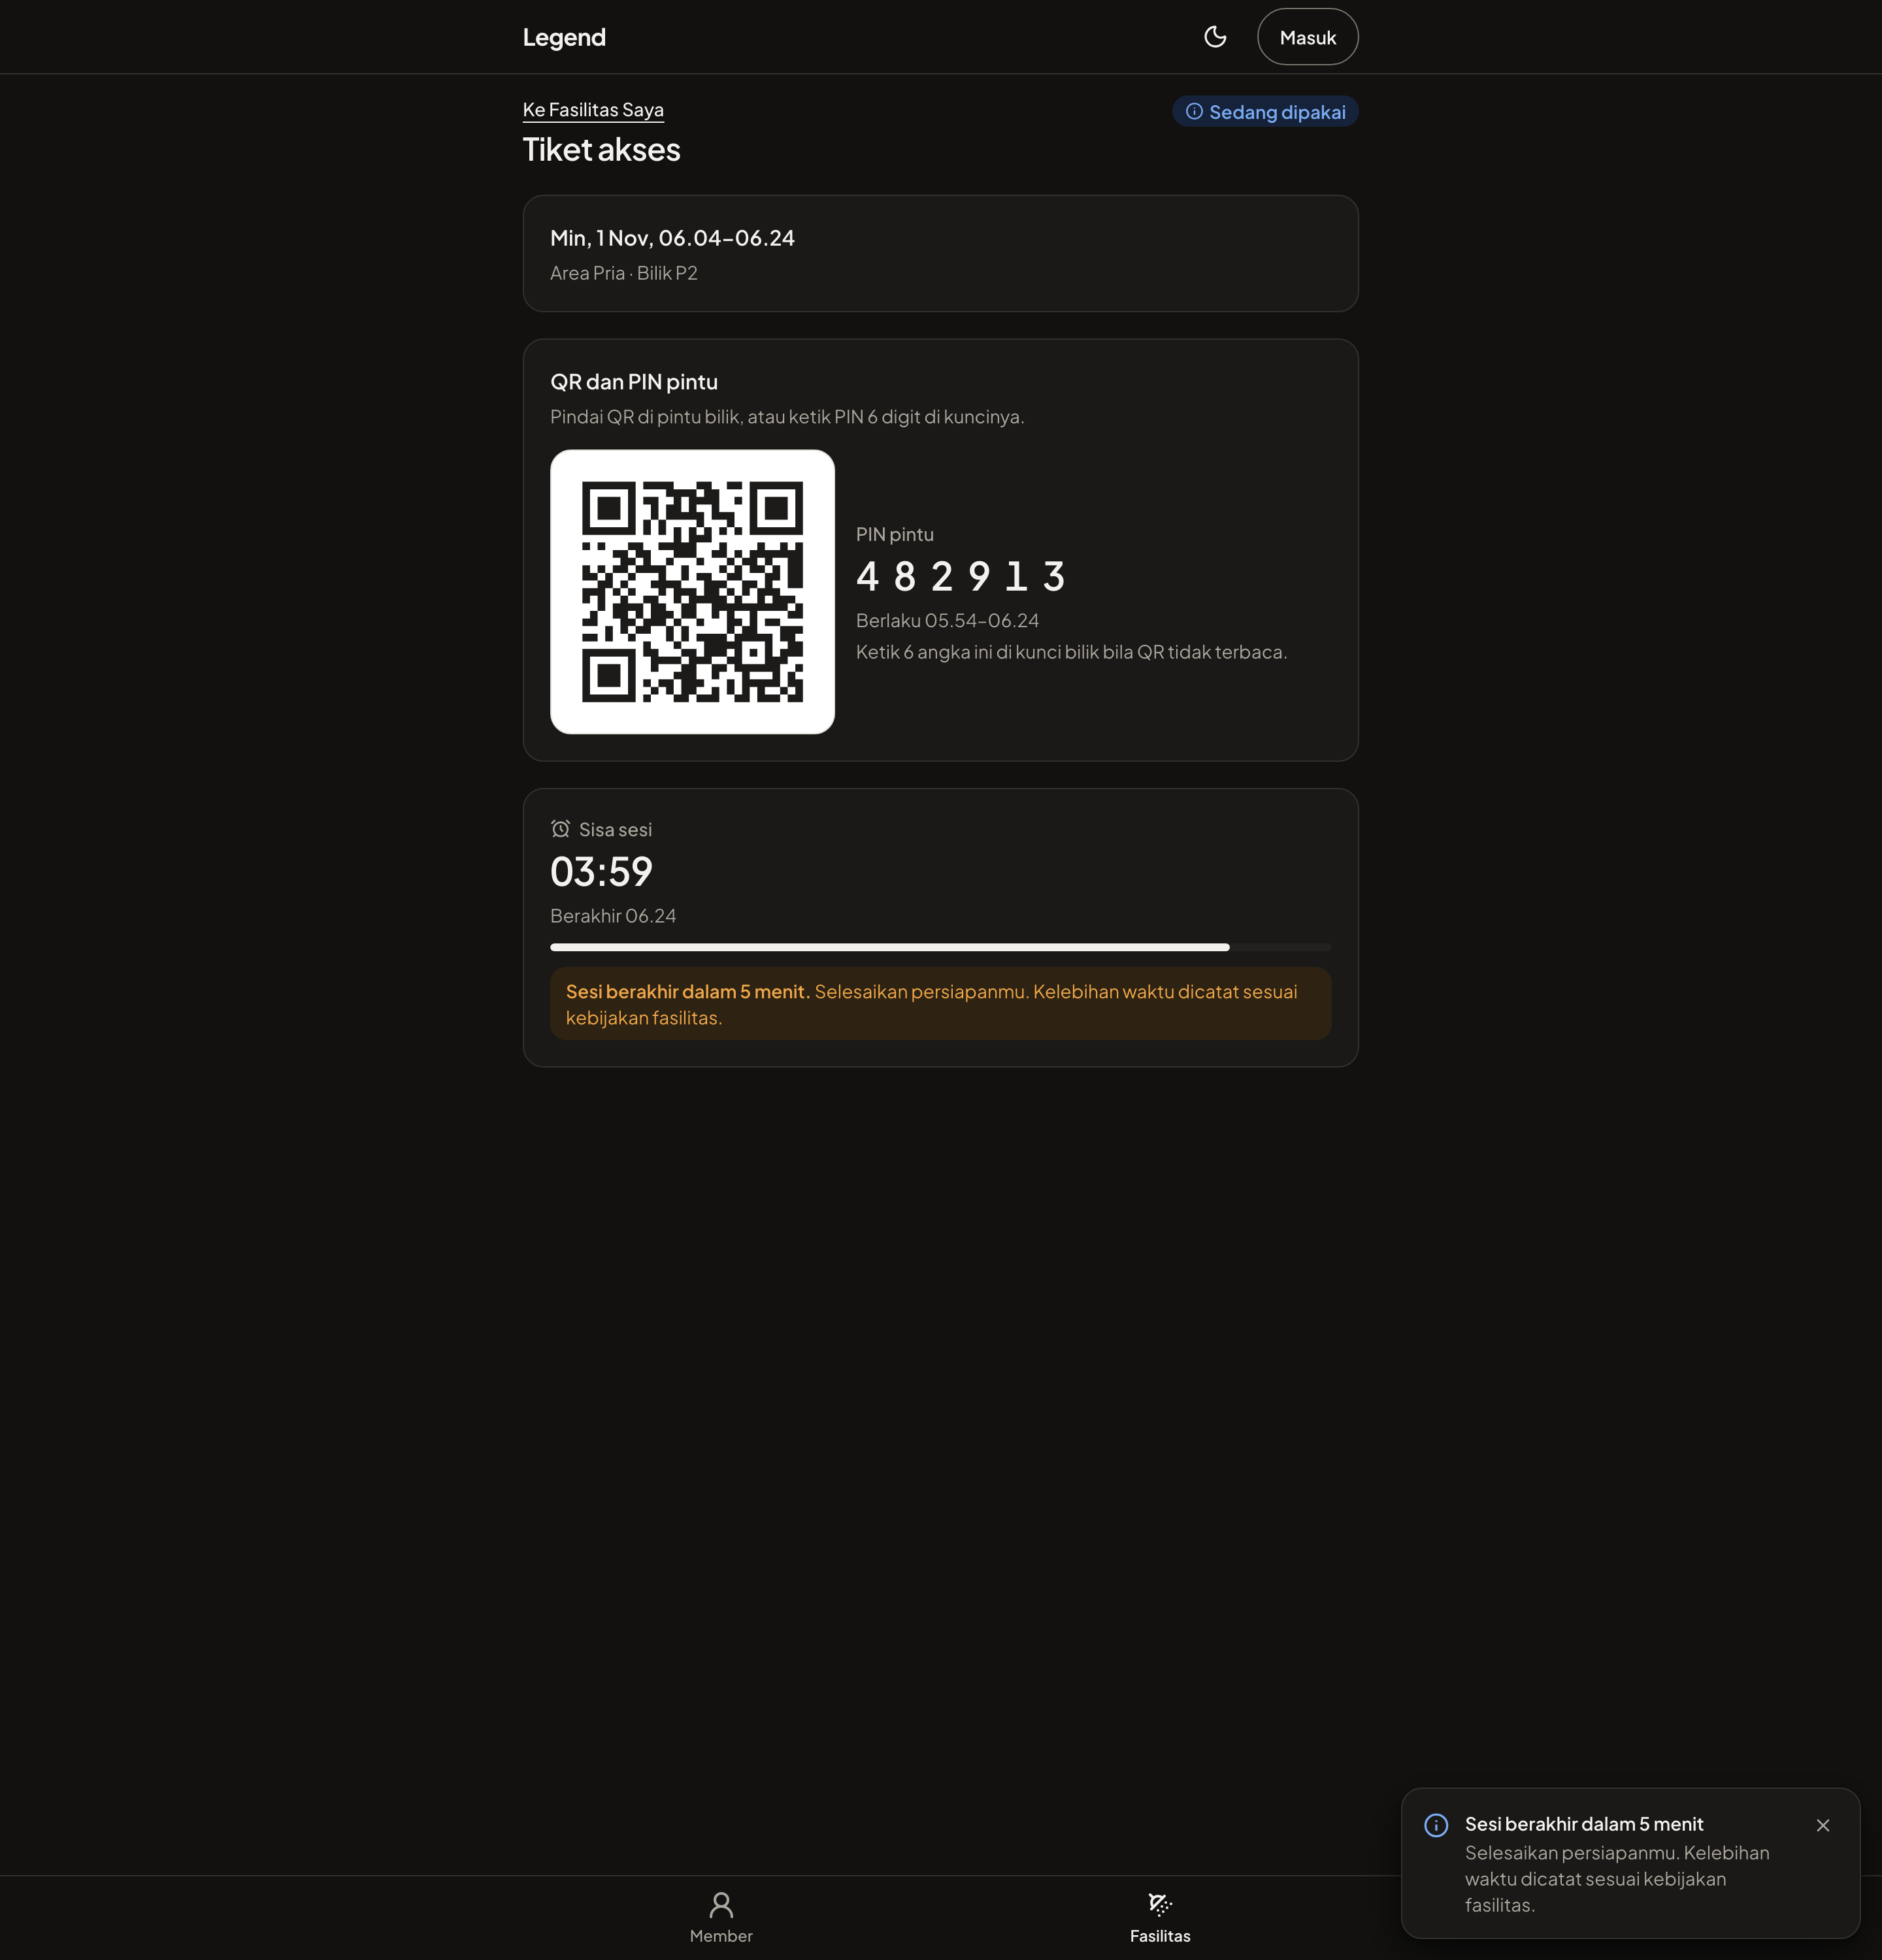 Legend
Masuk
Ke Fasilitas Saya
Sedang dipakai
Tiket akses
Min, 1 Nov, 06.04–06.24
Area Pria · Bilik P2
QR dan PIN pintu
Pindai QR di pintu bilik, atau ketik PIN 6 digit di kuncinya.
PIN pintu
4 8 2 9 1 3
Berlaku 05.54–06.24
Ketik 6 angka ini di kunci bilik bila QR tidak terbaca.
Sisa sesi
03:59
Berakhir 06.24
Sesi berakhir dalam 5 menit. Selesaikan persiapanmu. Kelebihan waktu dicatat sesuai
kebijakan fasilitas.
Sesi berakhir dalam 5 menit
Selesaikan persiapanmu. Kelebihan
waktu dicatat sesuai kebijakan
fasilitas.
Member
Fasilitas